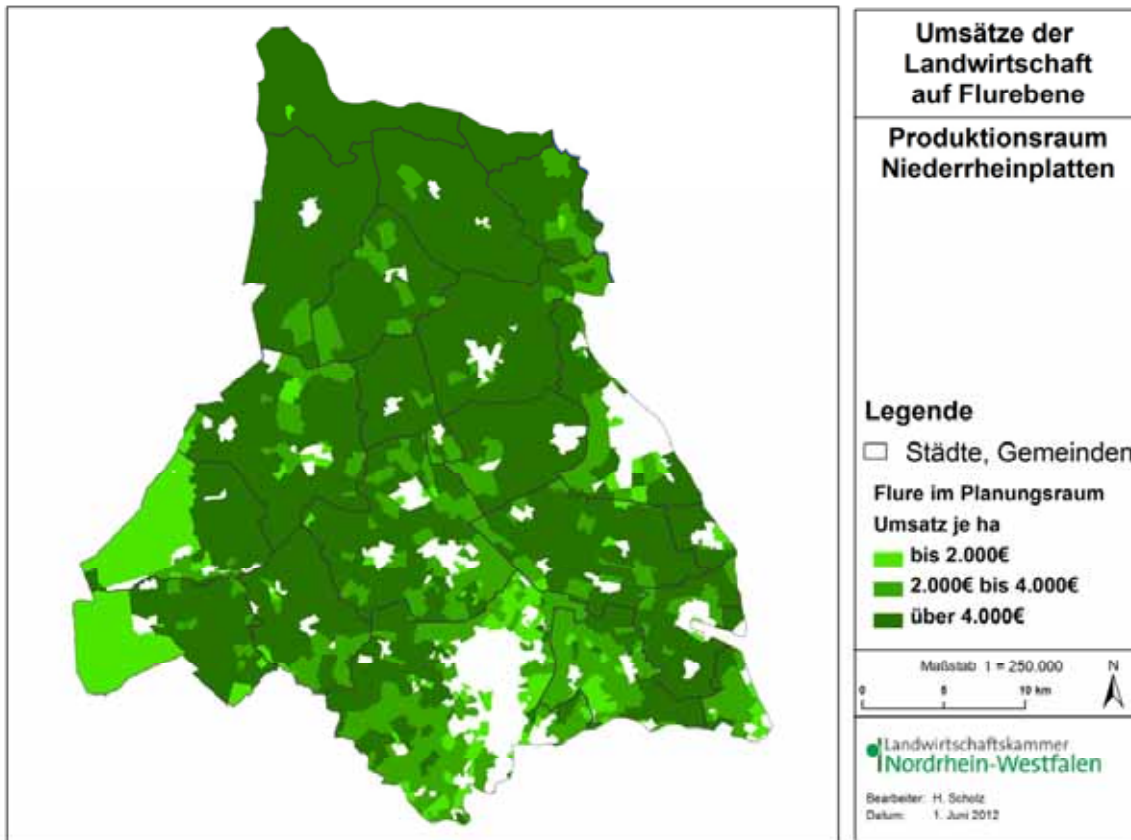 Umsätze der
Landwirtschaft
auf Flurebene
Produktionsraum
Niederrheinplatten
Legende
Städte, Gemeinden
Flure im Planungsraum
Umsatz je ha
bis 2.000€
2.000€ bis 4.000€
über 4.000€
Maßstab 1 = 250.000
N
0 5 10 km
Landwirtschaftskammer
Nordrhein-Westfalen
Bearbeiter: H. Scholz
Datum: 1. Juni 2012